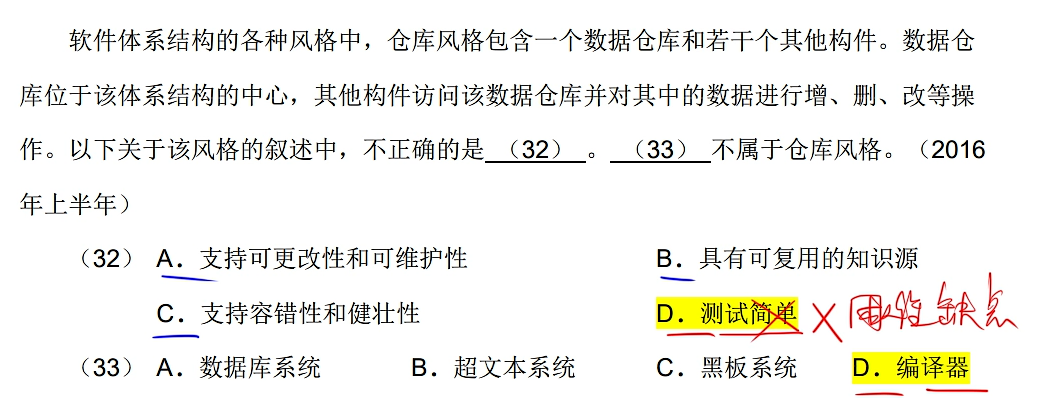 软件体系结构的各种风格中，仓库风格包含一个数据仓库和若干个其他构件。数据仓
库位于该体系结构的中心，其他构件访问该数据仓库并对其中的数据进行增、删、改等操
作。以下关于该风格的叙述中，不正确的是 （32） 。 （33） 不属于仓库风格。（2016
年上半年）
（32） A．支持可更改性和可维护性 B．具有可复用的知识源
C．支持容错性和健壮性 D．测试简单 × 缺点
（33） A．数据库系统 B．超文本系统 C．黑板系统 D．编译器